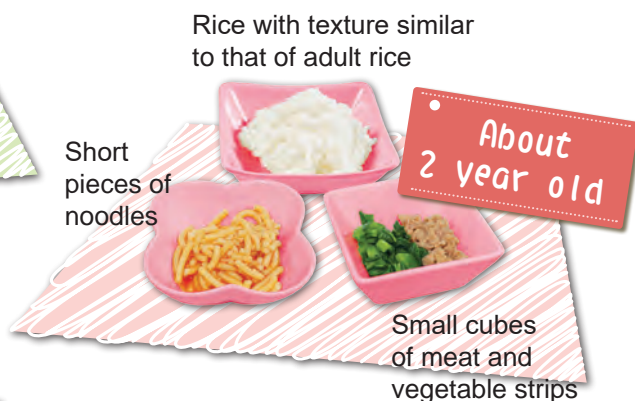 Rice with texture similar
to that of adult rice
About
2 year old
Short
pieces of
noodles
Small cubes
of meat and
vegetable strips